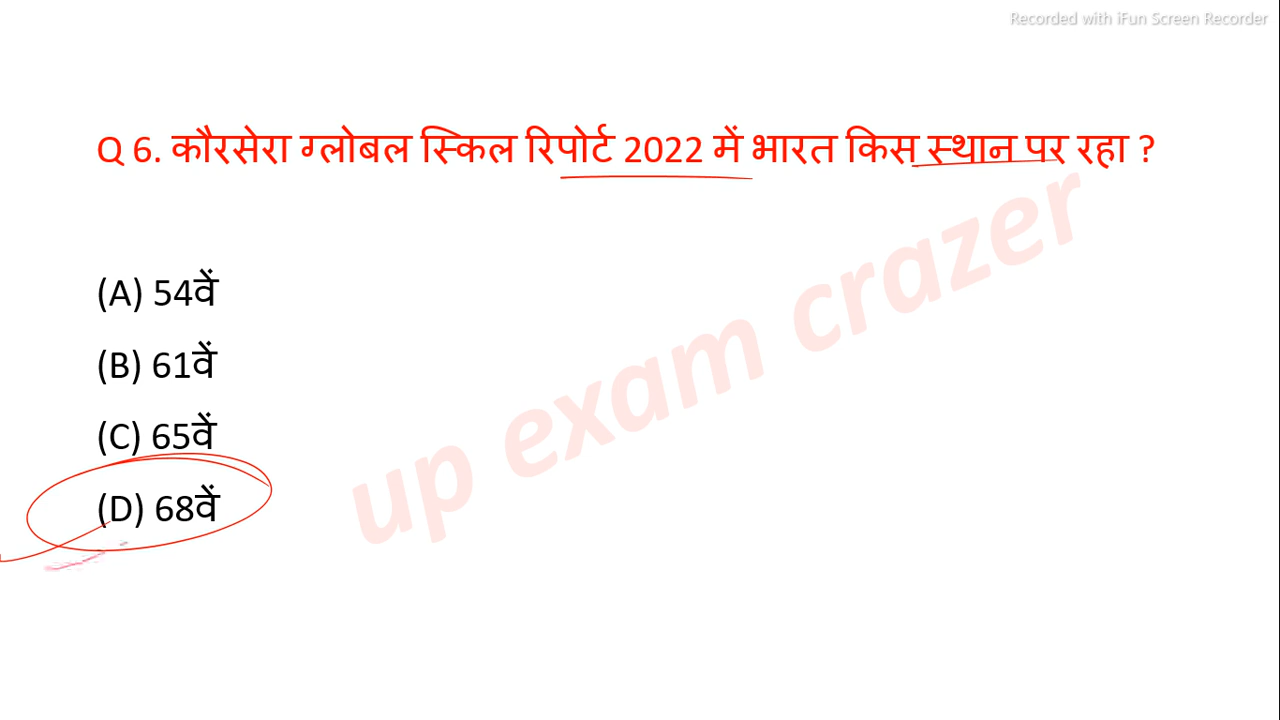 Recorded with iFun Screen Recorder
Q 6. कौरसेरा ग्लोबल स्किल रिपोर्ट 2022 में भारत किस स्थान पर रहा ?
(A) 54वें
(B) 61वें
(C) 65वें
(D) 68वें
up exam crazer